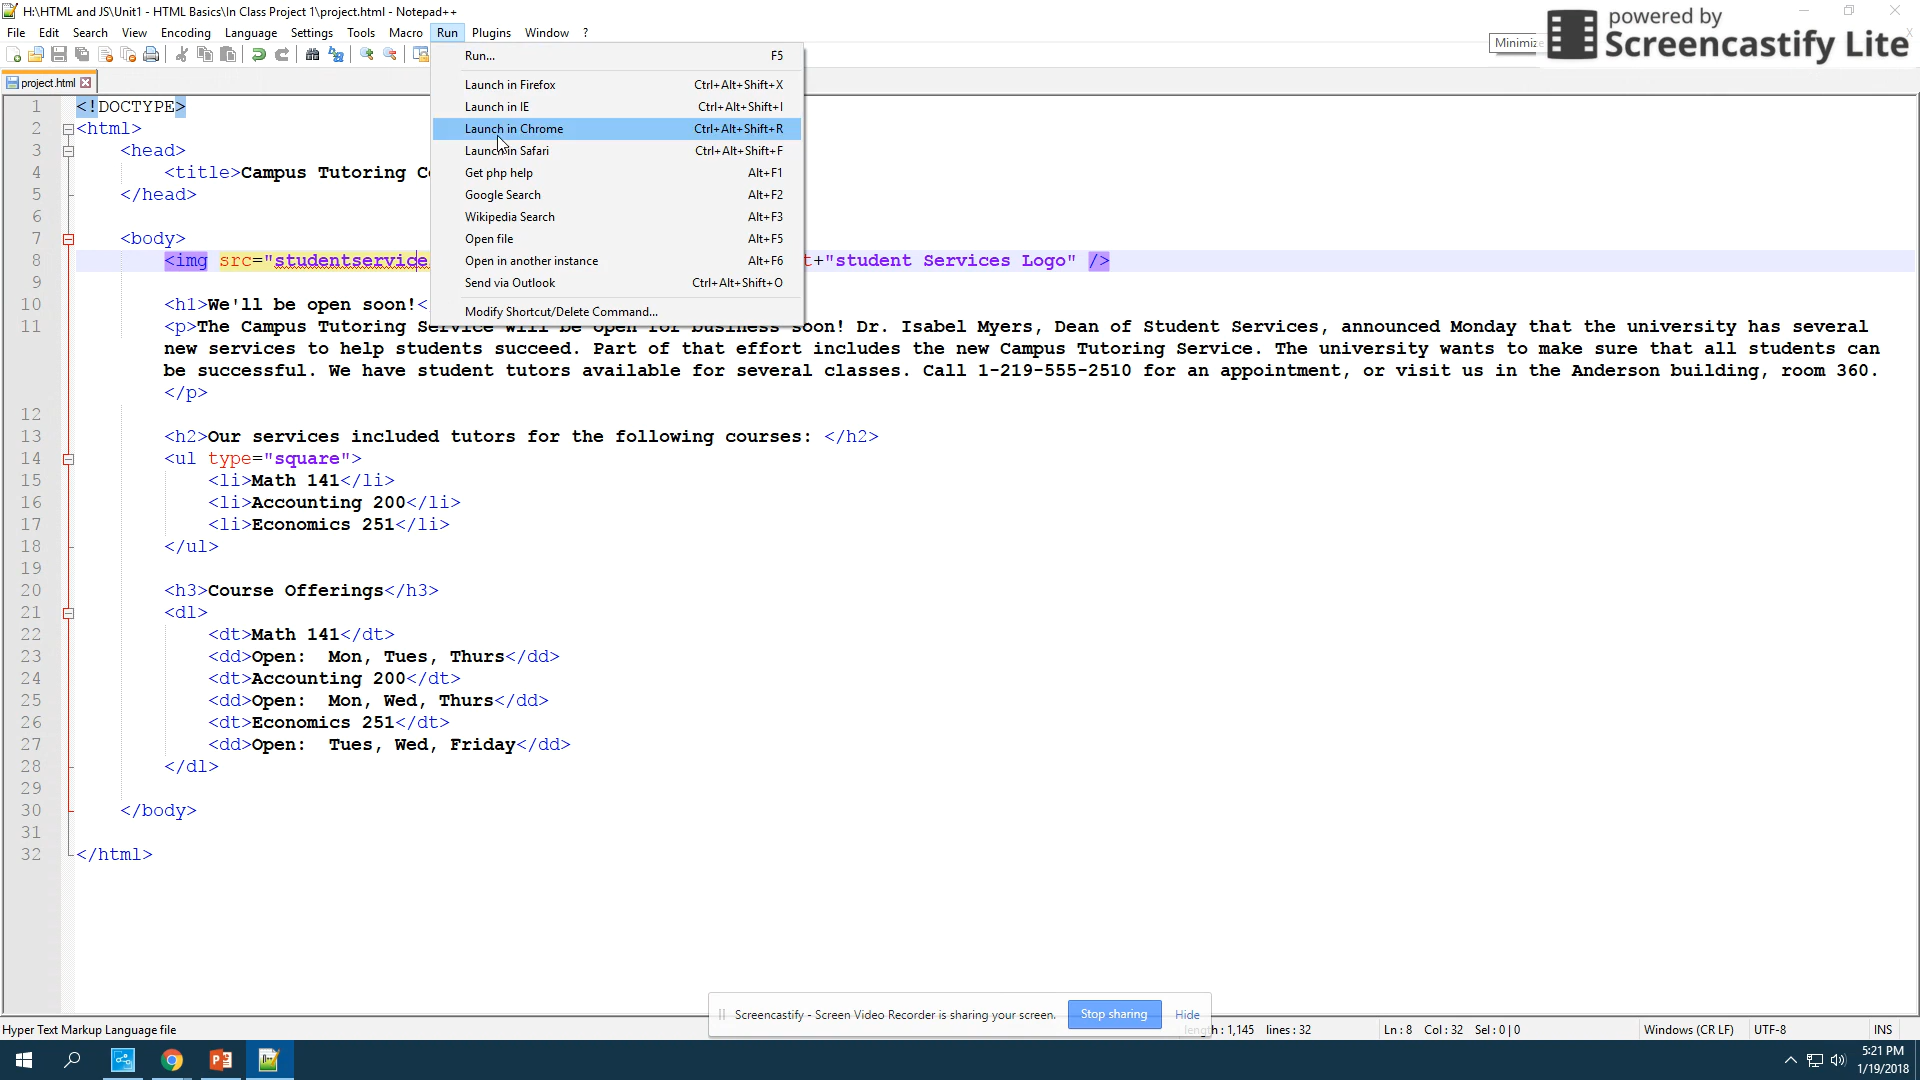 H:\HTML and JS\Unit1 - HTML Basics\In Class Project 1\project.html - Notepad++
powered by
Screencastify Lite
File Edit Search View Encoding Language Settings Tools Macro Run Plugins Window ?
Run... F5
project.html
Launch in Firefox Ctrl+Alt+Shift+X
Launch in IE Ctrl+Alt+Shift+I
Launch in Chrome Ctrl+Alt+Shift+R
Launch in Safari Ctrl+Alt+Shift+F
Get php help Alt+F1
Google Search Alt+F2
Wikipedia Search Alt+F3
Open file Alt+F5
Open in another instance Alt+F6
Send via Outlook Ctrl+Alt+Shift+O
Modify Shortcut/Delete Command...
1 <!DOCTYPE>
2 <html>
3 <head>
4 <title>Campus Tutoring
5 </head>
6
7 <body>
8 <img src="studentservice t+"student Services Logo" />
9
10 <h1>We'll be open soon!<
11 <p>The Campus Tutoring Service will be open for business soon! Dr. Isabel Myers, Dean of Student Services, announced Monday that the university has several
new services to help students succeed. Part of that effort includes the new Campus Tutoring Service. The university wants to make sure that all students can
be successful. We have student tutors available for several classes. Call 1-219-555-2510 for an appointment, or visit us in the Anderson building, room 360.
</p>
12
13 <h2>Our services included tutors for the following courses: </h2>
14 <ul type="square">
15 <li>Math 141</li>
16 <li>Accounting 200</li>
17 <li>Economics 251</li>
18 </ul>
19
20 <h3>Course Offerings</h3>
21 <dl>
22 <dt>Math 141</dt>
23 <dd>Open:  Mon, Tues, Thurs</dd>
24 <dt>Accounting 200</dt>
25 <dd>Open:  Mon, Wed, Thurs</dd>
26 <dt>Economics 251</dt>
27 <dd>Open:  Tues, Wed, Friday</dd>
28 </dl>
29
30 </body>
31
32 </html>
Screencastify - Screen Video Recorder is sharing your screen. Stop sharing Hide
Hyper Text Markup Language file : 1,145 lines : 32 Ln : 8 Col : 32 Sel : 0 | 0 Windows (CR LF) UTF-8 INS
5:21 PM
1/19/2018